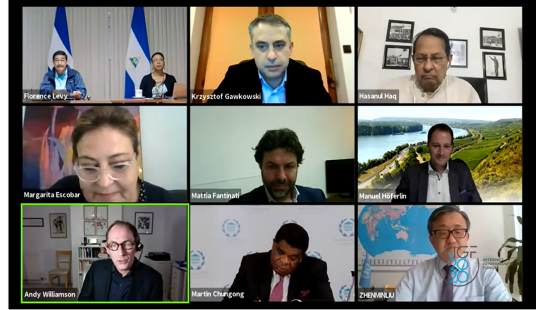 Florence Levy
Krzysztof Gawkowski
Hasanul Haq
Margarita Escobar
Mattia Fantinati
Manuel Höferlin
Andy Williamson
Martin Chungong
ZHENMINLIU
IGF